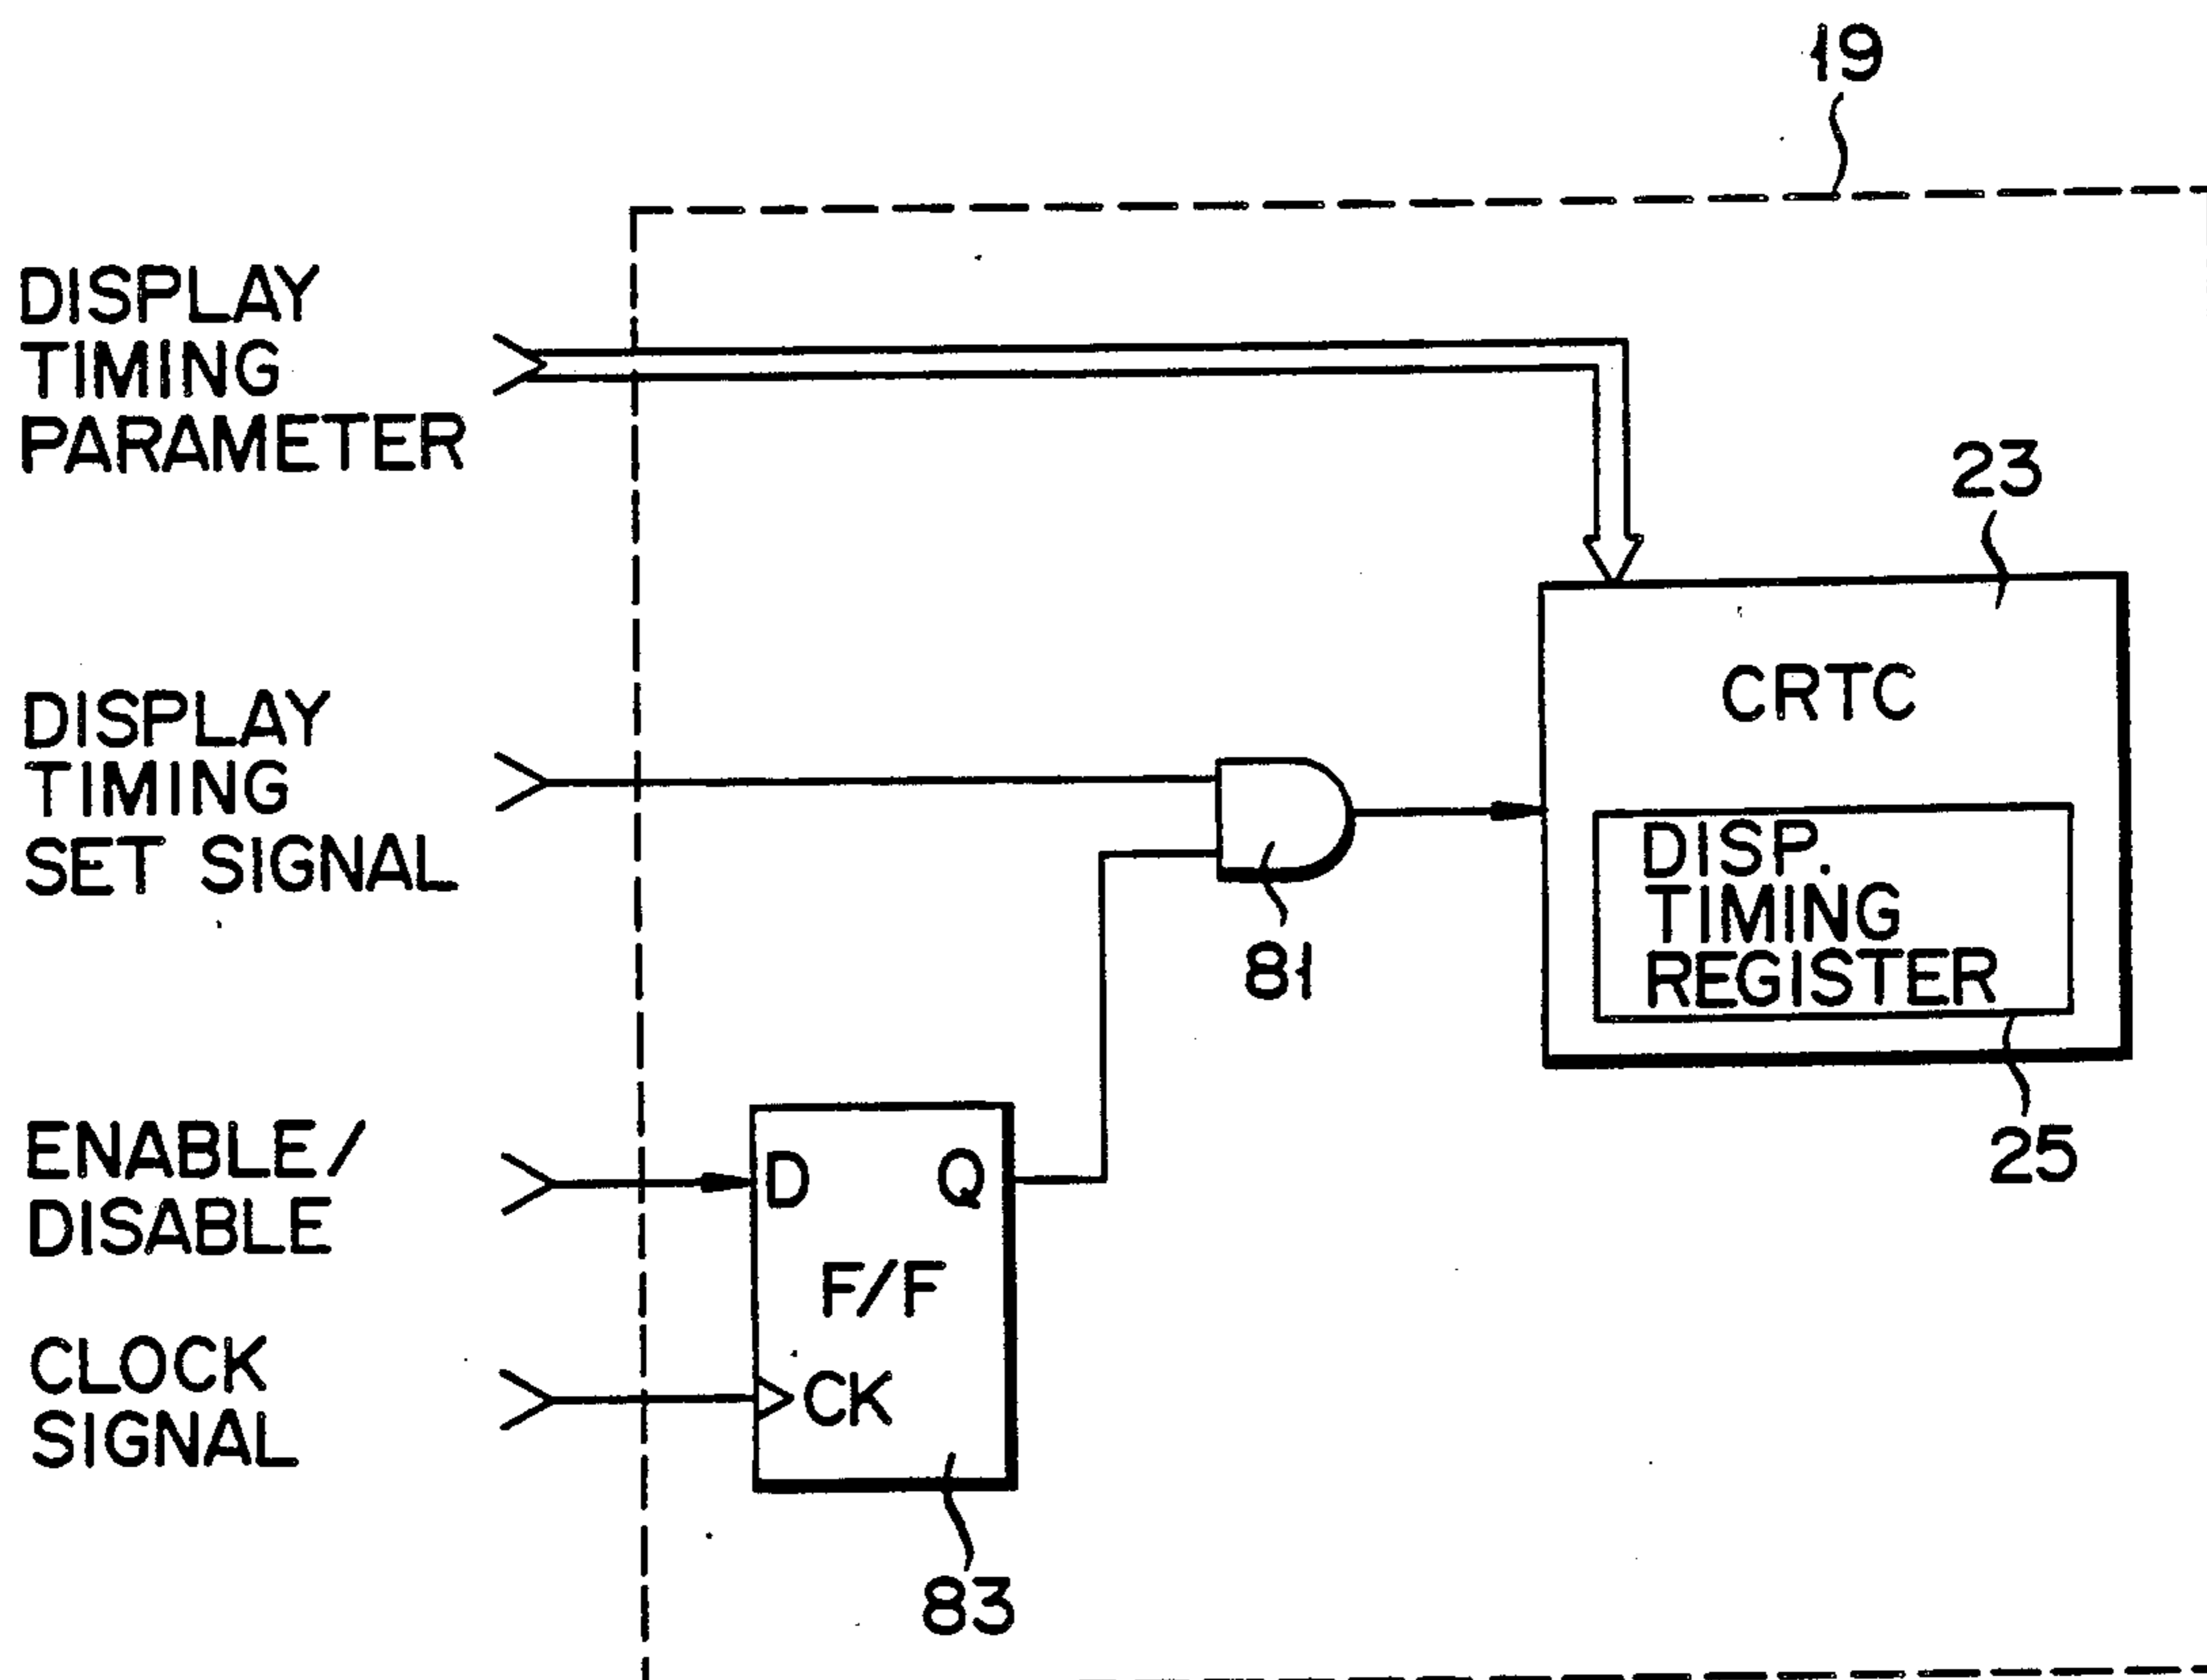 19
DISPLAY
TIMING
PARAMETER
23
CRTC
DISPLAY
TIMING
SET SIGNAL
DISP.
TIMING
REGISTER
81
25
ENABLE/
DISABLE
D Q
F/F
CK
CLOCK
SIGNAL
83